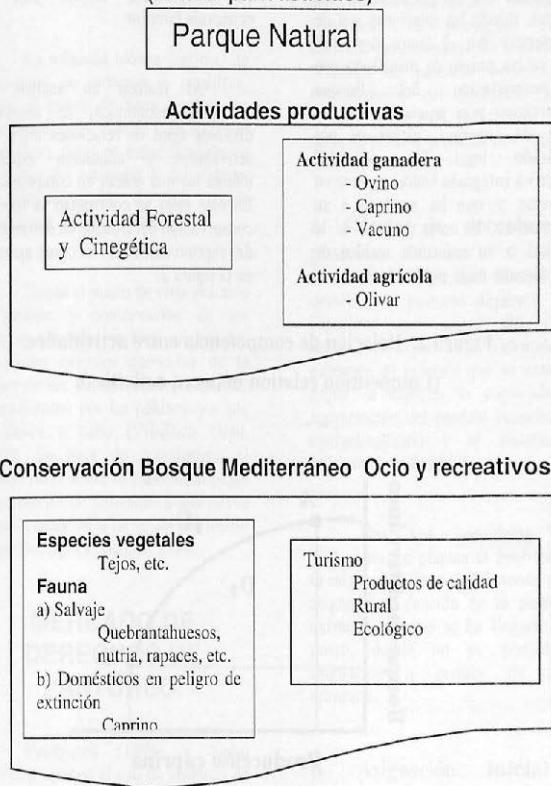 Parque Natural
Actividades productivas
Actividad Forestal
y Cinegética
Actividad ganadera
- Ovino
- Caprino
- Vacuno
Actividad agrícola
- Olivar
Conservación Bosque Mediterráneo Ocio y recreativos
Especies vegetales
Tejos, etc.
Fauna
a) Salvaje
Quebrantahuesos,
nutria, rapaces, etc.
b) Domésticos en peligro de
extinción
Caprino
Turismo
Productos de calidad
Rural
Ecológico